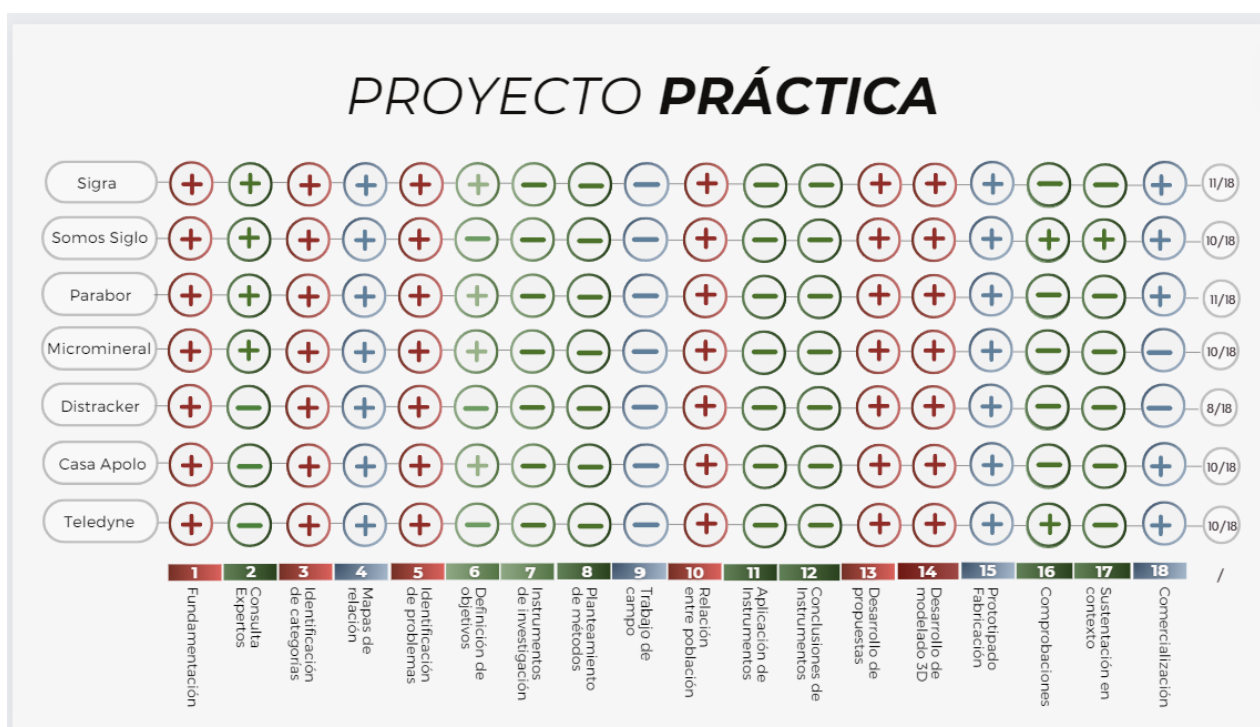 PROYECTO PRÁCTICA
Sigra
11/18
Somos Siglo
10/18
Parabor
11/18
Micromineral
10/18
Distracker
8/18
Casa Apolo
10/18
Teledyne
10/18
1
2
3
4
5
6
7
8
9
10
11
12
13
14
15
16
17
18
/
Fundamentación
Consulta
Expertos
Identificación
de categorías
Mapas de
relación
Identificación
de problemas
Definición de
objetivos
Instrumentos
de investigación
Planteamiento
de métodos
Trabajo de
campo
Relación
entre población
Aplicación de
Instrumentos
Conclusiones de
Instrumentos
Desarrollo de
propuestas
Desarrollo de
modelado 3D
Prototipado
Fabricación
Comprobaciones
Sustentación en
contexto
Comercialización